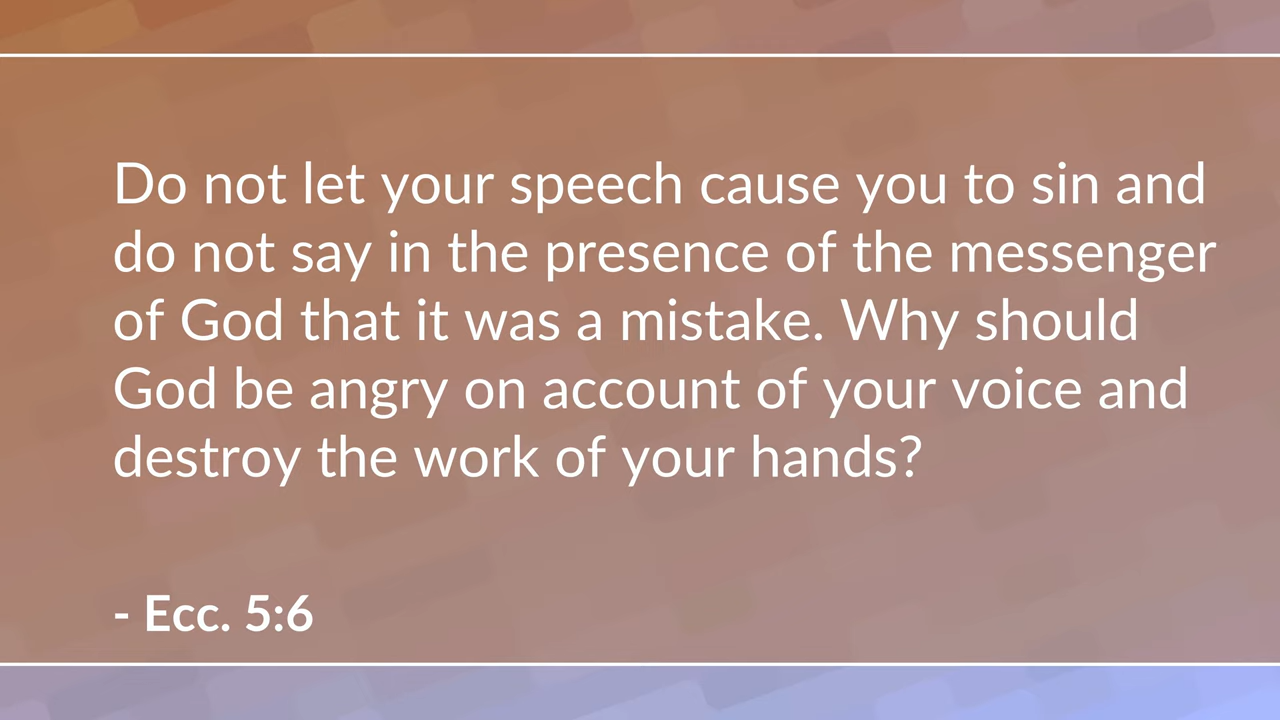 Do not let your speech cause you to sin and
do not say in the presence of the messenger
of God that it was a mistake. Why should
God be angry on account of your voice and
destroy the work of your hands?
- Ecc. 5:6